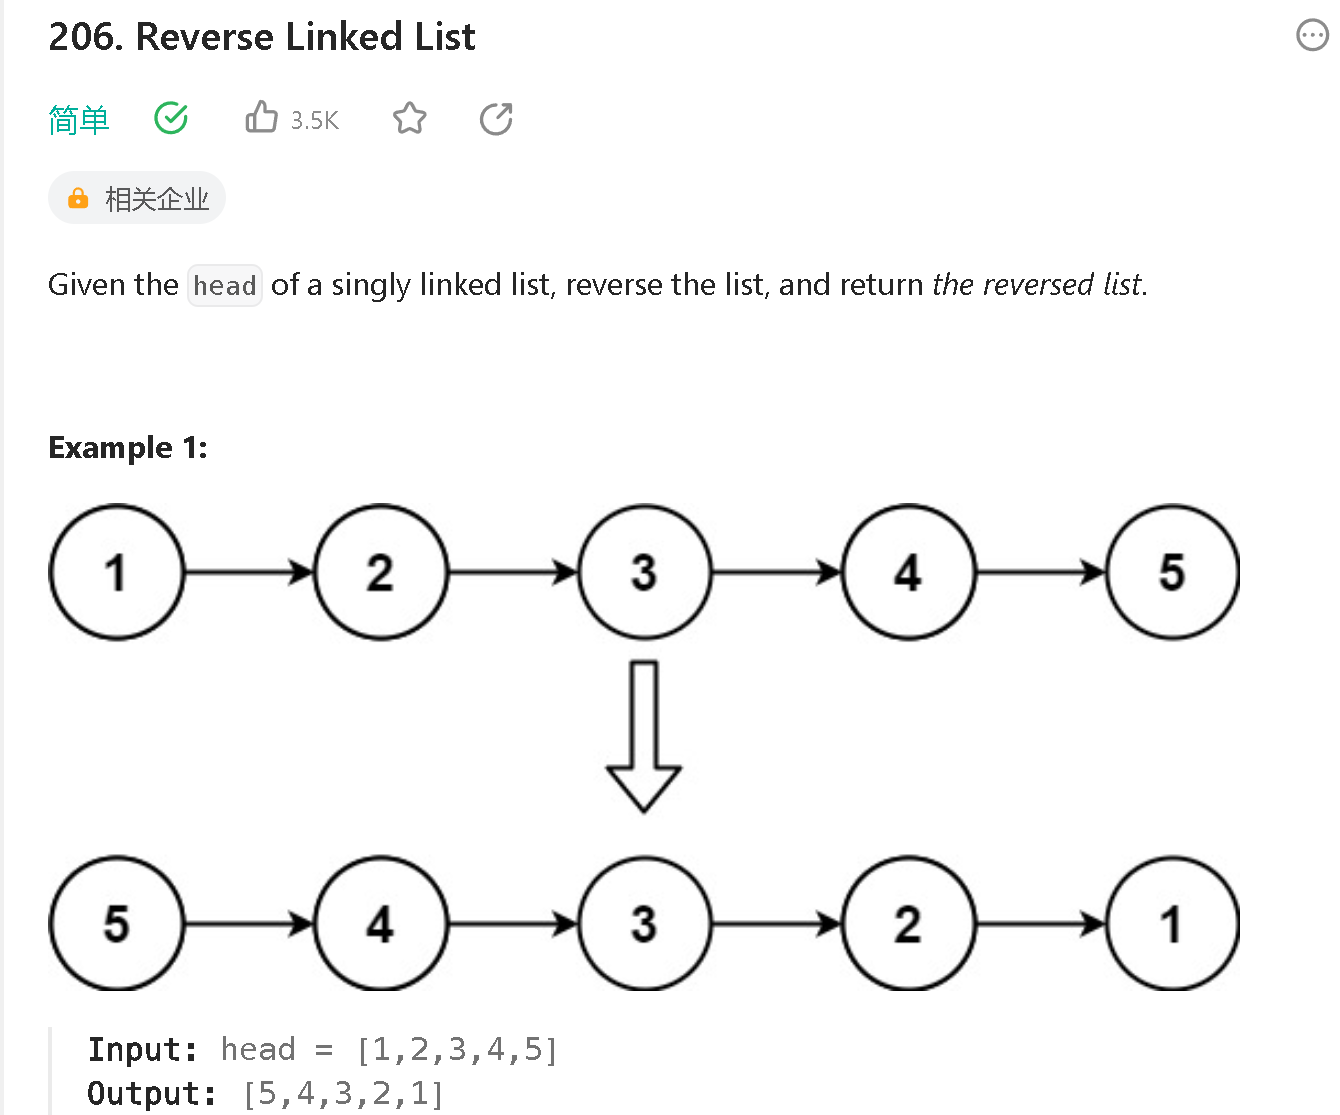 206. Reverse Linked List
简单 3.5K
相关企业
Given the head of a singly linked list, reverse the list, and return the reversed list.
Example 1:
1 2 3 4 5
5 4 3 2 1
Input: head = [1,2,3,4,5]
Output: [5,4,3,2,1]